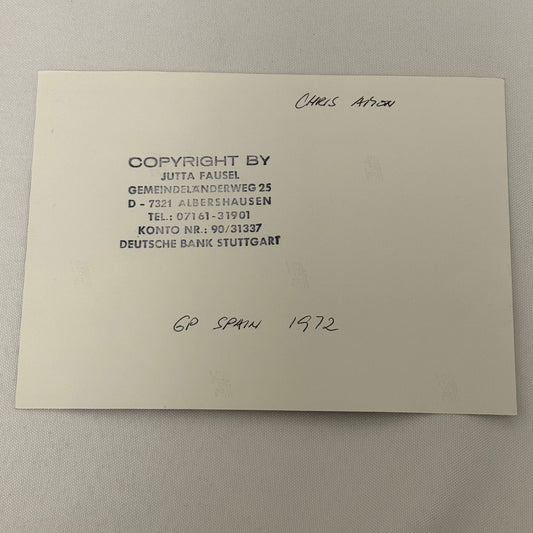 CHRIS AMON
COPYRIGHT BY
JUTTA FAUSEL
GEMEINDELÄNDERWEG 25
D - 7321 ALBERSHAUSEN
TEL.: 07161-31901
KONTO NR.: 90/31337
DEUTSCHE BANK STUTTGART
GP SPAIN 1972